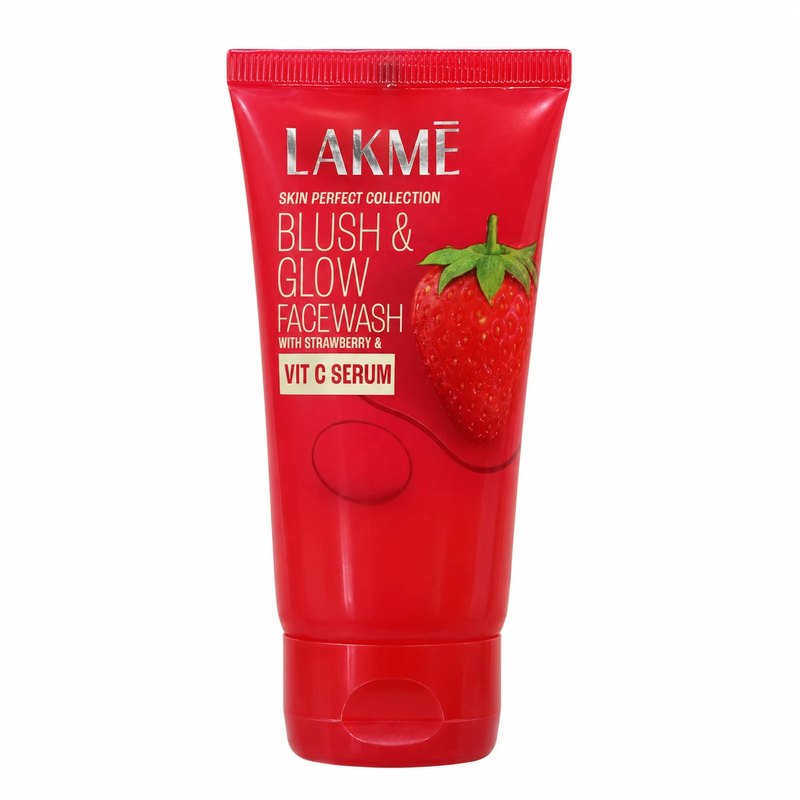 LAKMĒ
SKIN PERFECT COLLECTION
BLUSH &
GLOW
FACEWASH
WITH STRAWBERRY &
VIT C SERUM